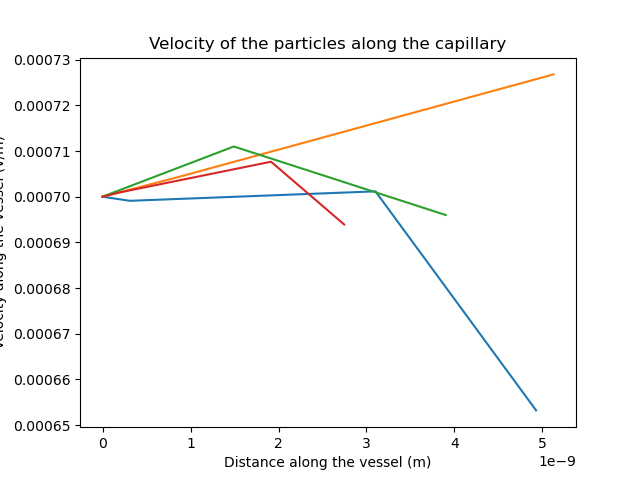 Velocity of the particles along the capillary
0.00073
0.00072
0.00071
0.00070
0.00069
0.00068
0.00067
0.00066
0.00065
along the vessel
0 1 2 3 4 5
1e−9
Distance along the vessel (m)